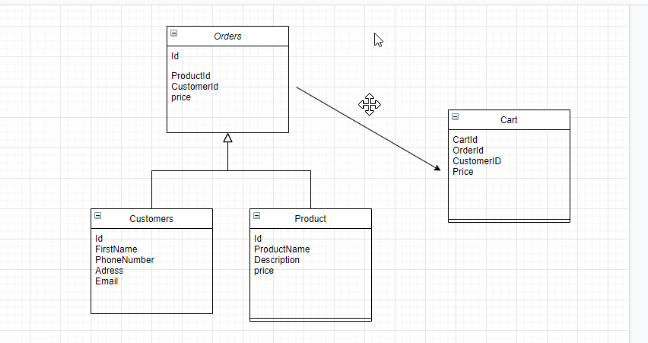 Orders
Id
ProductId
CustomerId
price
Cart
CartId
OrderId
CustomerID
Price
Customers
Id
FirstName
PhoneNumber
Adress
Email
Product
Id
ProductName
Description
price